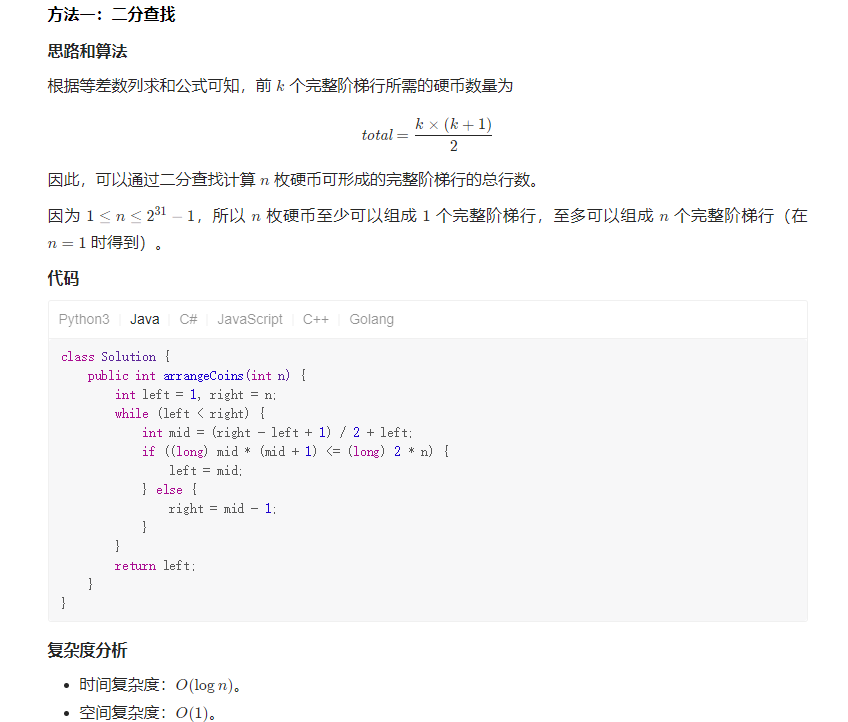 方法一：二分查找
思路和算法
根据等差数列求和公式可知，前 k 个完整阶梯行所需的硬币数量为
total = \frac{k × (k + 1)}{2}
因此，可以通过二分查找计算 n 枚硬币可形成的完整阶梯行的总行数。
因为 1 ≤ n ≤ 2^{31} − 1，所以 n 枚硬币至少可以组成 1 个完整阶梯行，至多可以组成 n 个完整阶梯行（在
n = 1 时得到）。
代码
Python3 Java C# JavaScript C++ Golang
class Solution {
    public int arrangeCoins(int n) {
        int left = 1, right = n;
        while (left < right) {
            int mid = (right - left + 1) / 2 + left;
            if ((long) mid * (mid + 1) <= (long) 2 * n) {
                left = mid;
            } else {
                right = mid - 1;
            }
        }
        return left;
    }
}
复杂度分析
• 时间复杂度：O(log n)。
• 空间复杂度：O(1)。